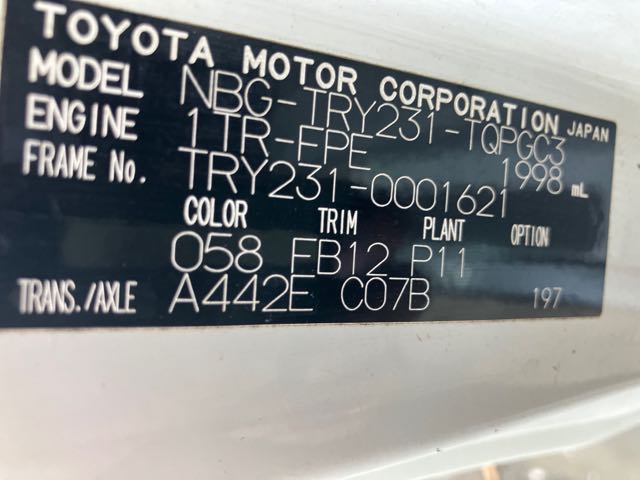 TOYOTA MOTOR CORPORATION JAPAN
MODEL NBG-TRY231-TQPGC3
ENGINE 1TR-FPE 1998 mL
FRAME No. TRY231-0001621
COLOR TRIM PLANT OPTION
058 FB12 P11
TRANS./AXLE A442E C07B 197